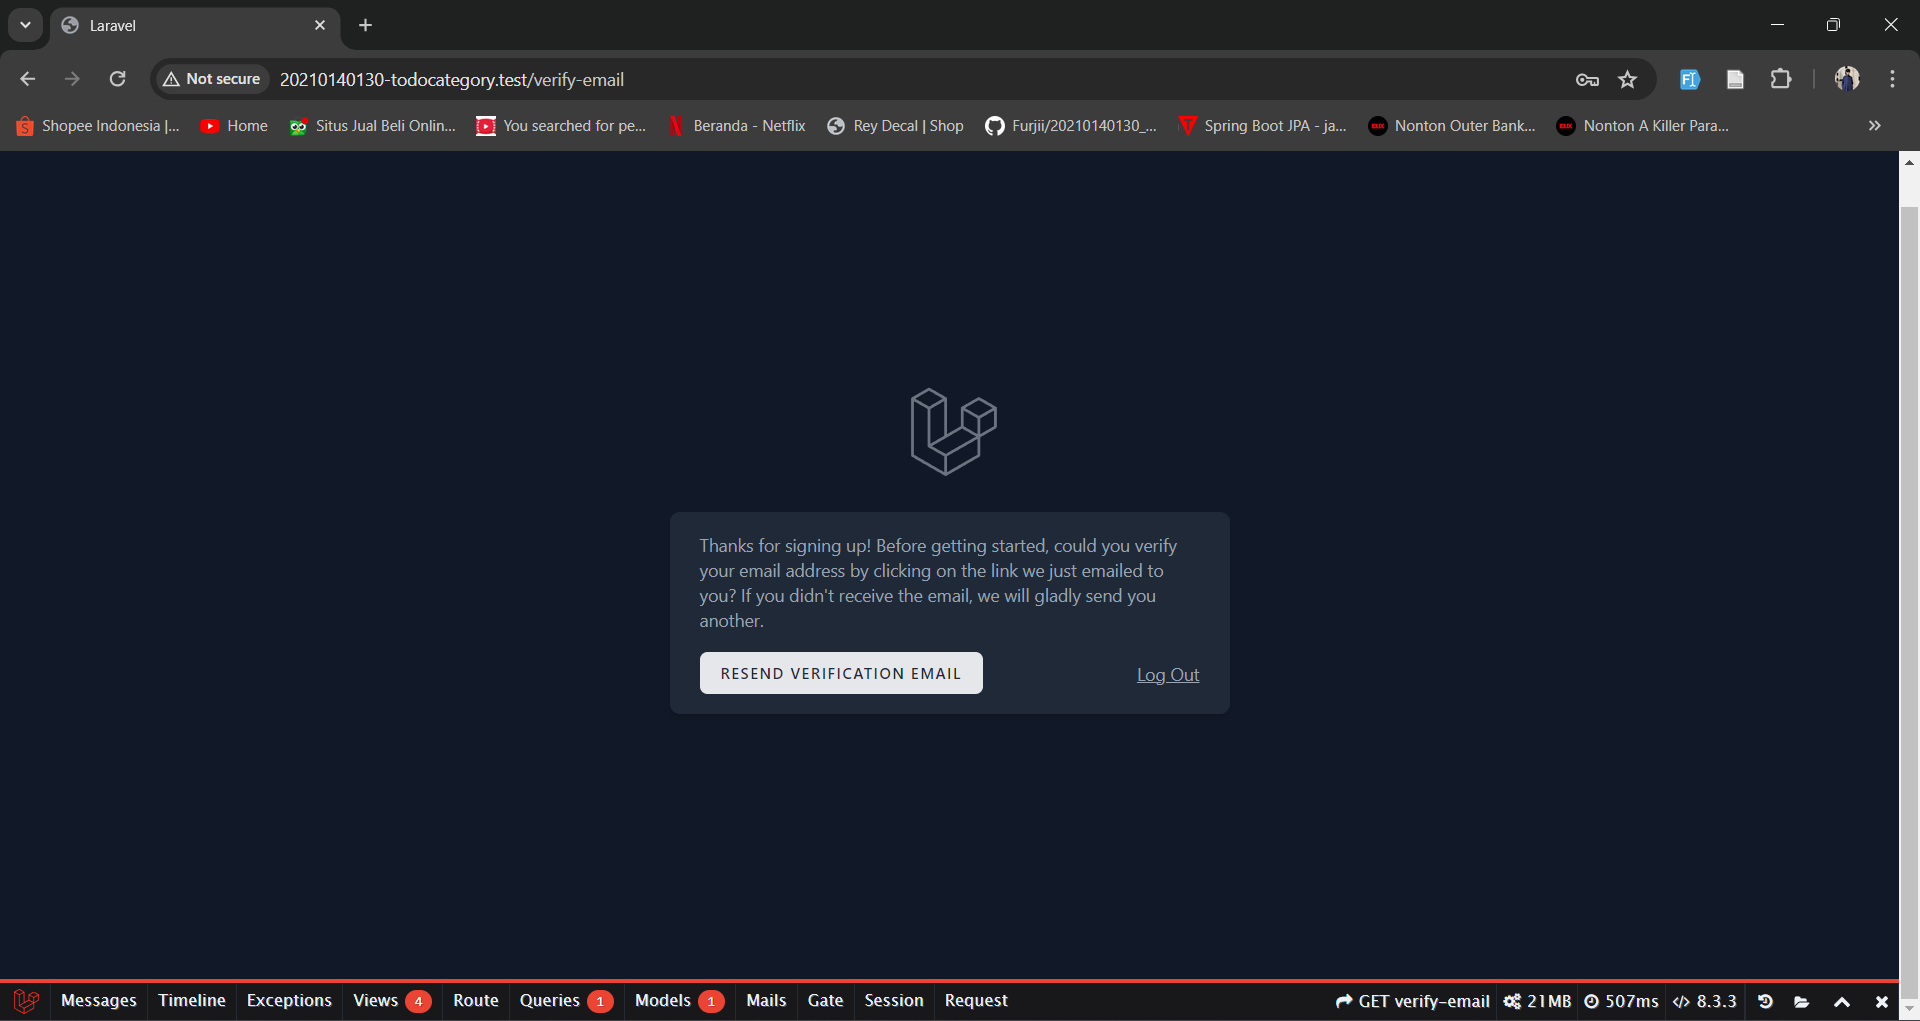 Laravel
Not secure 20210140130-todocategory.test/verify-email
Shopee Indonesia |... Home Situs Jual Beli Onlin... You searched for pe... Beranda - Netflix Rey Decal | Shop Furjii/20210140130_... Spring Boot JPA - ja... Nonton Outer Bank... Nonton A Killer Para...
Thanks for signing up! Before getting started, could you verify
your email address by clicking on the link we just emailed to
you? If you didn't receive the email, we will gladly send you
another.
RESEND VERIFICATION EMAIL Log Out
Messages Timeline Exceptions Views 4 Route Queries 1 Models 1 Mails Gate Session Request GET verify-email 21MB 507ms 8.3.3